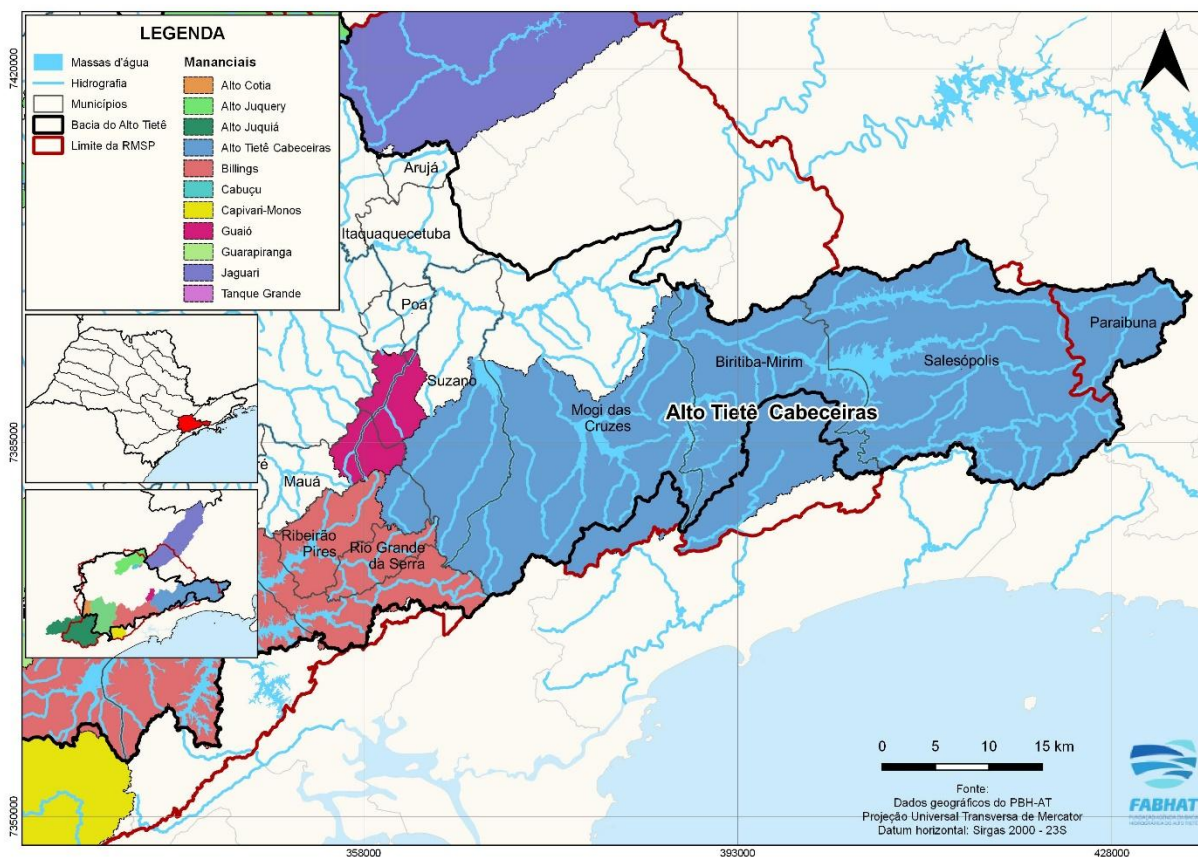 LEGENDA
Massas d'água
Hidrografia
Municípios
Bacia do Alto Tietê
Limite da RMSP
Mananciais
Alto Cotia
Alto Juquery
Alto Juquiá
Alto Tietê Cabeceiras
Billings
Cabuçu
Capivari-Monos
Guaió
Guarapiranga
Jaguari
Tanque Grande
7420000
7385000
7350000
Arujá
Itaquaquecetuba
Poá
Suzano
Mogi das
Cruzes
Biritiba-Mirim
Salesópolis
Paraibuna
Alto Tietê Cabeceiras
Mauá
Ribeirão
Pires
Rio Grande
da Serra
0 5 10 15 km
Fonte:
Dados geográficos do PBH-AT
Projeção Universal Transversa de Mercator
Datum horizontal: Sirgas 2000 - 23S
FABHAT
358000
393000
428000